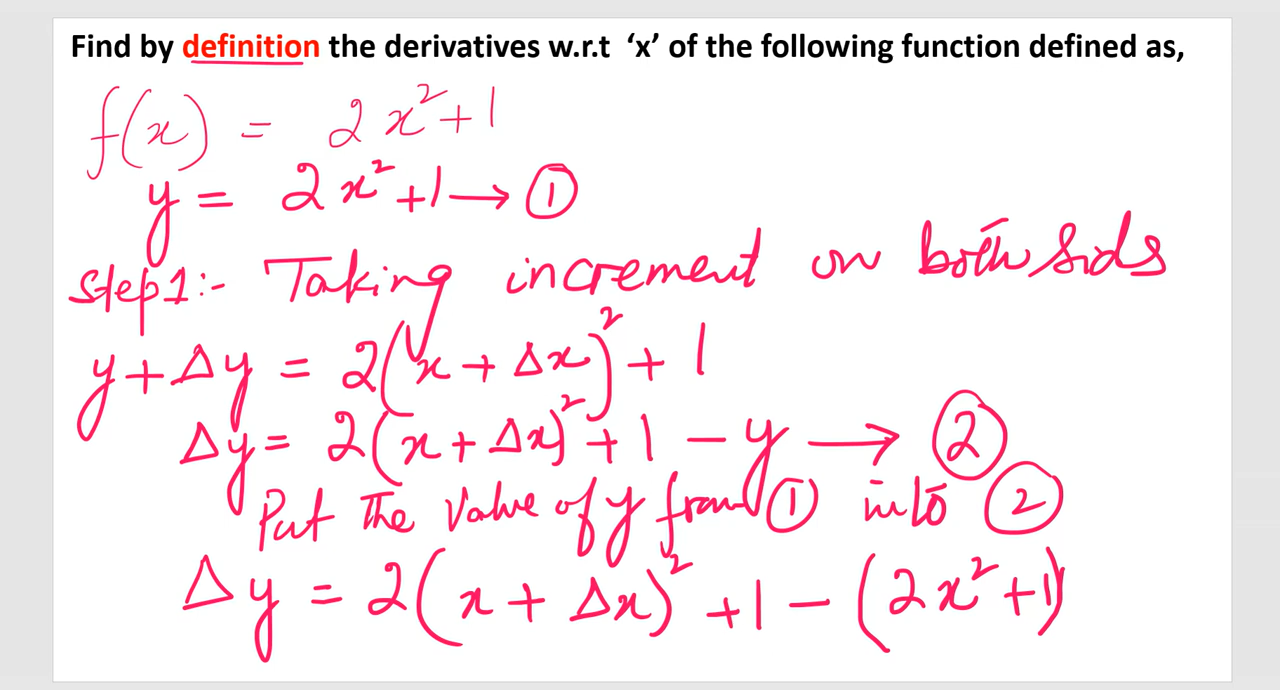 Find by definition the derivatives w.r.t ‘x’ of the following function defined as,
f(x) = 2x²+1
y = 2x²+1 → ①
Step1:- Taking increment on both sids
y+Δy = 2(x+Δx)²+1
Δy = 2(x+Δx)²+1-y → ②
Put The Value of y from ① into ②
Δy = 2(x+Δx)²+1-(2x²+1)